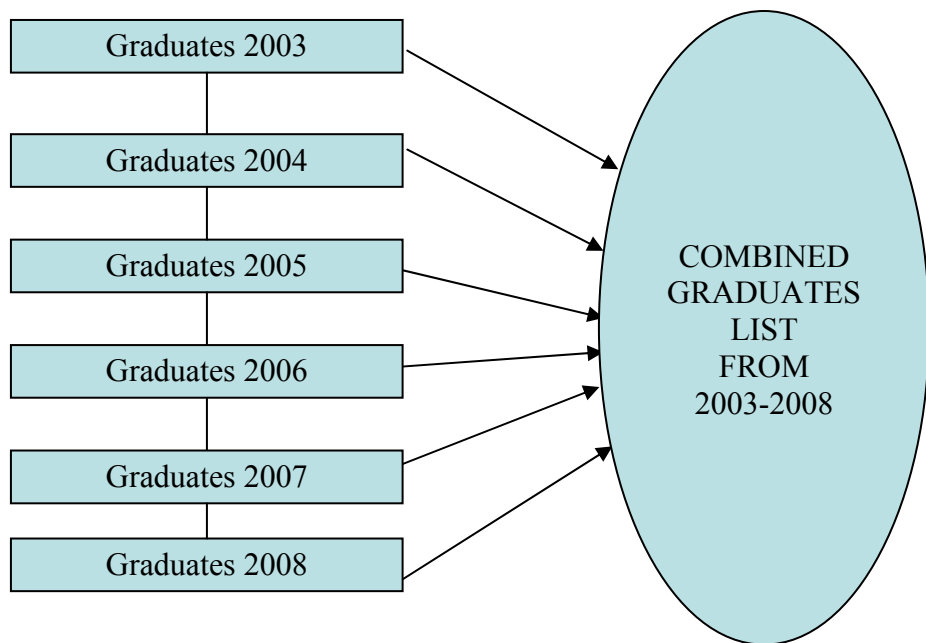 Graduates 2003
Graduates 2004
Graduates 2005
Graduates 2006
Graduates 2007
Graduates 2008
COMBINED
GRADUATES
LIST
FROM
2003-2008